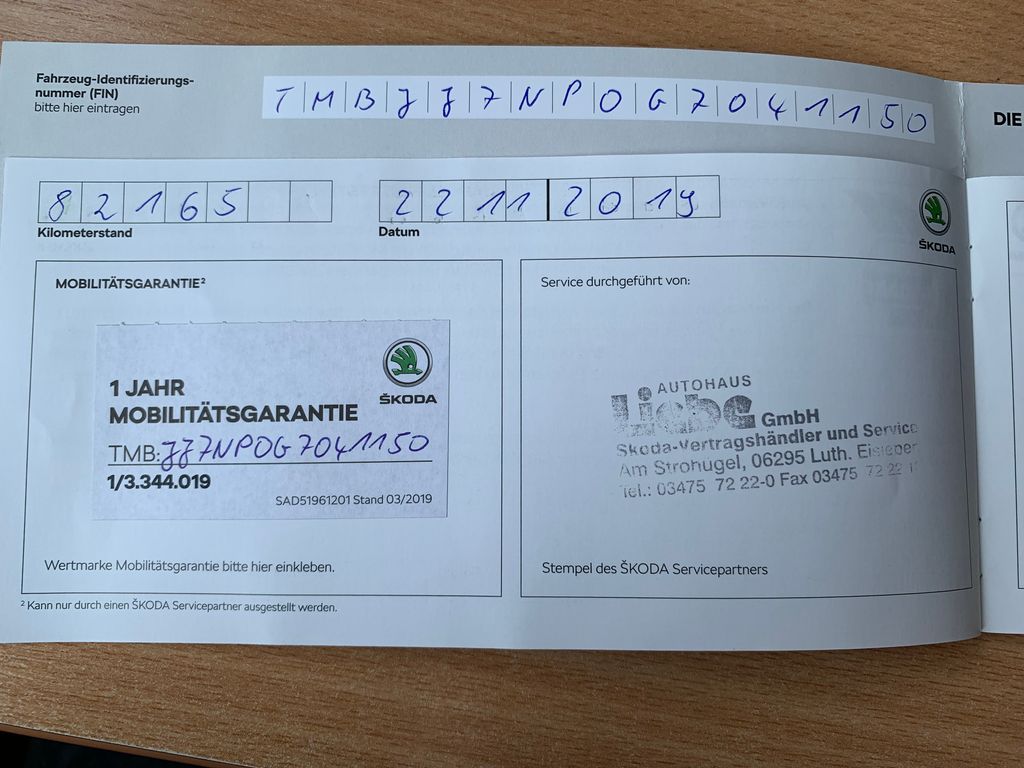 Fahrzeug-Identifizierungs-
nummer (FIN)
bitte hier eintragen
TMBJJ7NP0G7041150
DIE
82165
22 11 2019
Kilometerstand
Datum
ŠKODA
MOBILITÄTSGARANTIE²
Service durchgeführt von:
1 JAHR
MOBILITÄTSGARANTIE
ŠKODA
TMB:JJ7NP0G7041150
1/3.344.019
SAD51961201 Stand 03/2019
AUTOHAUS
Liebe GmbH
Skoda-Vertragshändler und Service
Am Strohügel, 06295 Luth. Eisleben
Tel.: 03475 72 22-0 Fax 03475 72 22
Wertmarke Mobilitätsgarantie bitte hier einkleben.
Stempel des ŠKODA Servicepartners
² Kann nur durch einen ŠKODA Servicepartner ausgestellt werden.